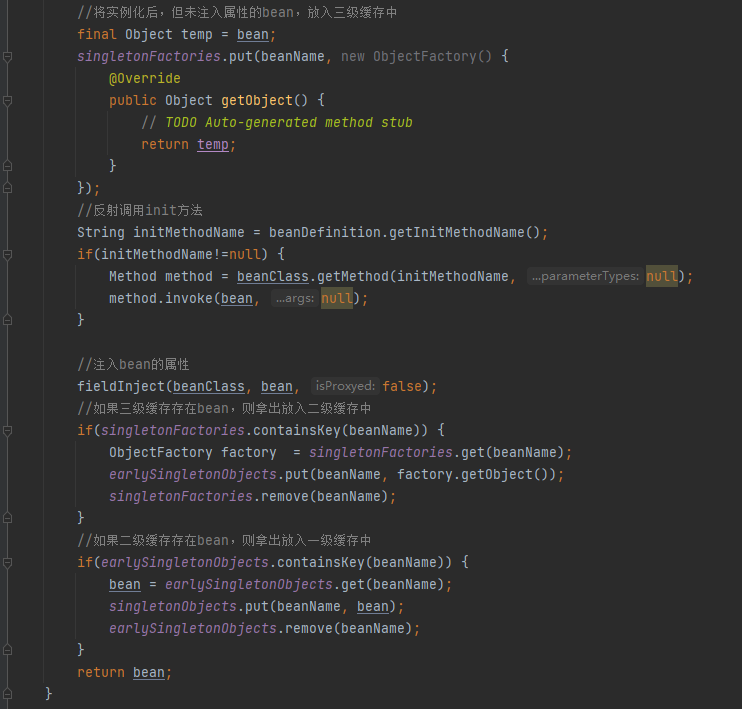 //将实例化后，但未注入属性的bean，放入三级缓存中
final Object temp = bean;
singletonFactories.put(beanName, new ObjectFactory() {
@Override
public Object getObject() {
// TODO Auto-generated method stub
return temp;
}
});
//反射调用init方法
String initMethodName = beanDefinition.getInitMethodName();
if(initMethodName!=null) {
Method method = beanClass.getMethod(initMethodName, ...parameterTypes: null);
method.invoke(bean, ...args: null);
}
//注入bean的属性
fieldInject(beanClass, bean, isProxyed: false);
//如果三级缓存存在bean，则拿出放入二级缓存中
if(singletonFactories.containsKey(beanName)) {
ObjectFactory factory  = singletonFactories.get(beanName);
earlySingletonObjects.put(beanName, factory.getObject());
singletonFactories.remove(beanName);
}
//如果二级缓存存在bean，则拿出放入一级缓存中
if(earlySingletonObjects.containsKey(beanName)) {
bean = earlySingletonObjects.get(beanName);
singletonObjects.put(beanName, bean);
earlySingletonObjects.remove(beanName);
}
return bean;
}